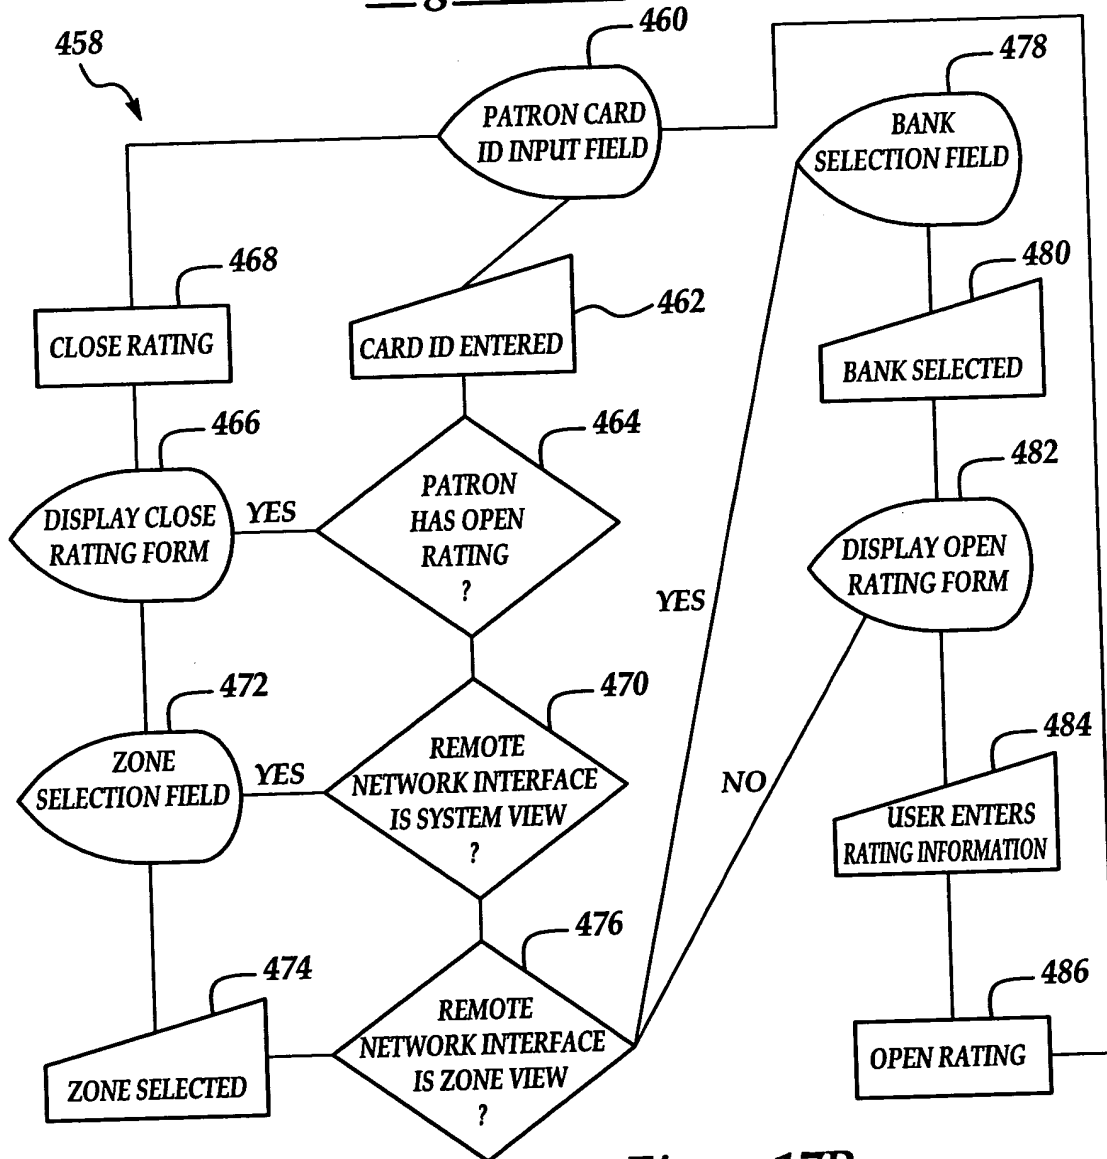 8
458
460
478
PATRON CARD
ID INPUT FIELD
BANK
SELECTION FIELD
468
462
480
CLOSE RATING
CARD ID ENTERED
BANK SELECTED
466
464
482
DISPLAY CLOSE
RATING FORM
YES
PATRON
HAS OPEN
RATING
?
DISPLAY OPEN
RATING FORM
YES
472
470
484
ZONE
SELECTION FIELD
YES
REMOTE
NETWORK INTERFACE
IS SYSTEM VIEW
?
NO
USER ENTERS
RATING INFORMATION
474
476
486
ZONE SELECTED
REMOTE
NETWORK INTERFACE
IS ZONE VIEW
?
OPEN RATING